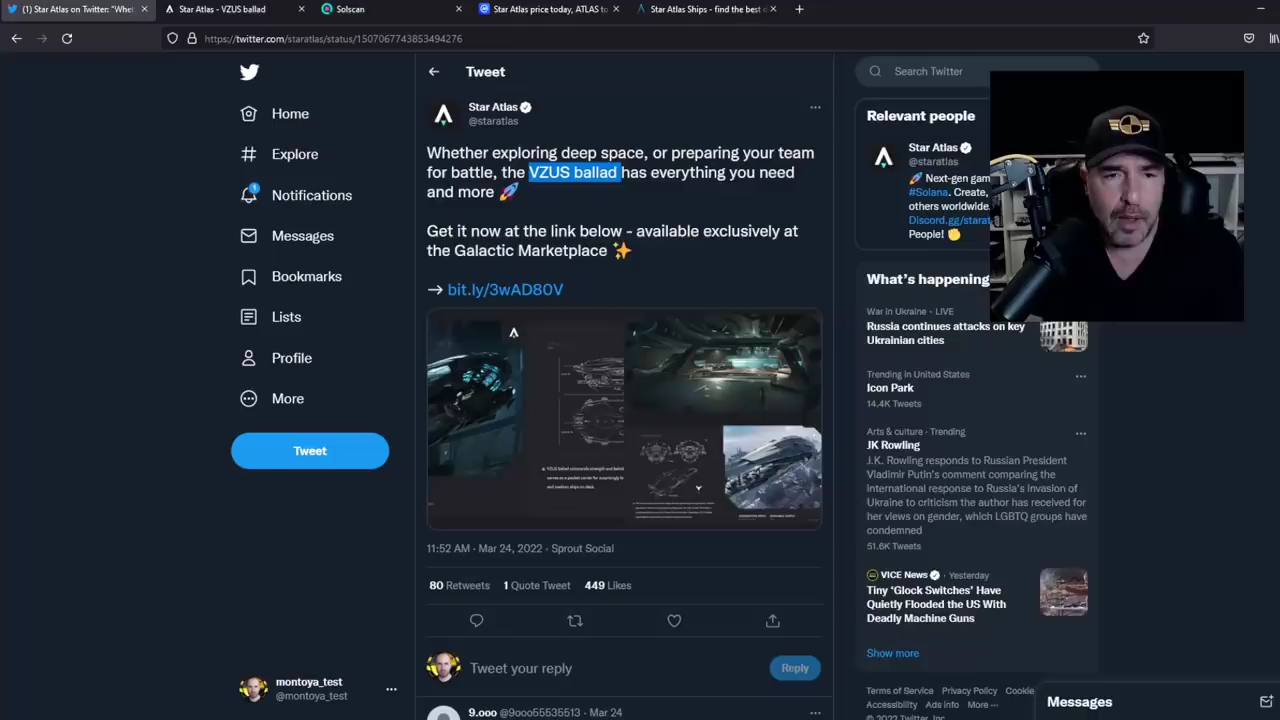 (1) Star Atlas on Twitter: "Whet
Star Atlas - VZUS ballad
Solscan
Star Atlas price today, ATLAS to
Star Atlas Ships - find the best d
https://twitter.com/staratlas/status/1507067743853494276
Home
Explore
1
Notifications
Messages
Bookmarks
Lists
Profile
More
Tweet
montoya_test
@montoya_test
Tweet
Star Atlas
@staratlas
Whether exploring deep space, or preparing your team
for battle, the VZUS ballad has everything you need
and more 🚀
Get it now at the link below - available exclusively at
the Galactic Marketplace ✨
→ bit.ly/3wAD80V
11:52 AM · Mar 24, 2022 · Sprout Social
80 Retweets 1 Quote Tweet 449 Likes
Tweet your reply
Reply
9.ooo @9ooo55535513 · Mar 24
Search Twitter
Relevant people
Star Atlas
@staratlas
🚀 Next-gen gam
#Solana. Create,
others worldwide.
Discord.gg/starat
People! ✊
What's happening
War in Ukraine · LIVE
Russia continues attacks on key
Ukrainian cities
Trending in United States
Icon Park
14.4K Tweets
Arts & culture · Trending
JK Rowling
J.K. Rowling responds to Russian President
Vladimir Putin's comment comparing the
international response to Russia's invasion of
Ukraine to criticism the author has received for
her views on gender, which LGBTQ groups have
condemned
51.6K Tweets
VICE News · Yesterday
Tiny 'Glock Switches' Have
Quietly Flooded the US With
Deadly Machine Guns
Show more
Terms of Service Privacy Policy Cookie
Accessibility Ads info More ···
© 2022 Twitter, Inc.
Messages